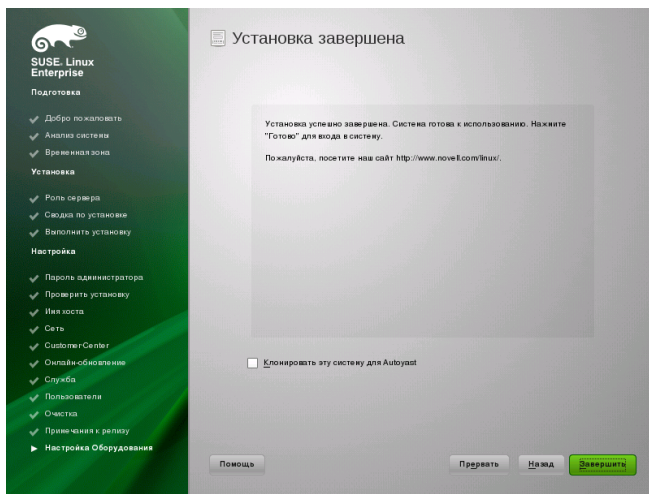 SUSE. Linux
Enterprise
Подготовка
Добро пожаловать
Анализ системы
Временная зона
Установка
Роль сервера
Сводка по установке
Выполнить установку
Настройка
Пароль администратора
Проверить установку
Имя хоста
Сеть
Customer Center
Онлайн-обновление
Служба
Пользователи
Очистка
Примечания к релизу
Настройка Оборудования
Установка завершена
Установка успешно завершена. Система готова к использованию. Нажмите
"Готово" для входа в систему.
Пожалуйста, посетите наш сайт http://www.novell.com/linux/.
Клонировать эту систему для Autoyast
Помощь
Прервать
Назад
Завершить